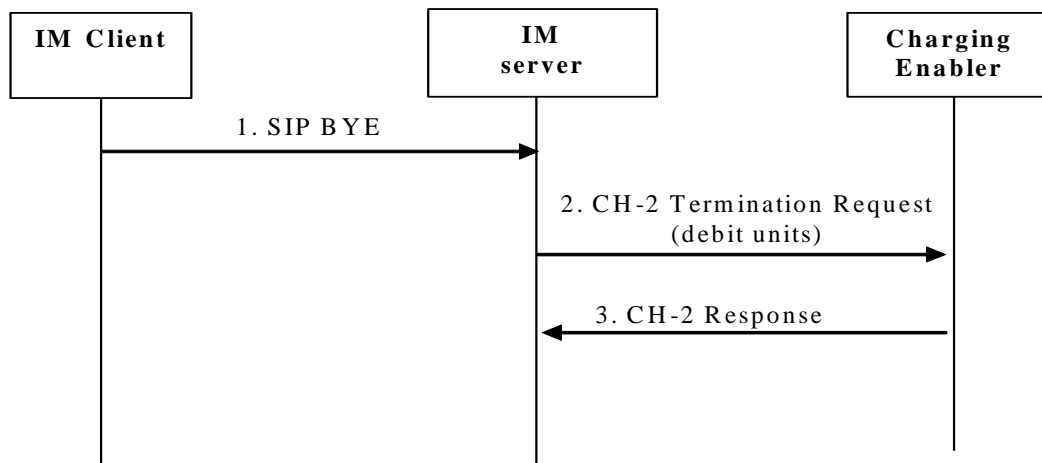 IM Client
IM
server
Charging
Enabler
1. SIP BYE
2. CH-2 Termination Request
(debit units)
3. CH-2 Response